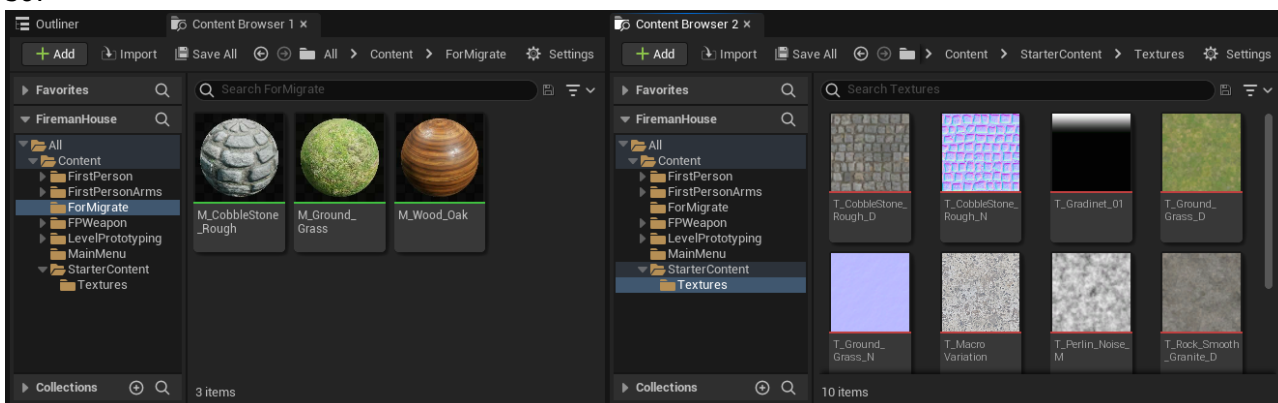 Outliner
Content Browser 1 ×
+ Add Import Save All All > Content > ForMigrate Settings
Favorites
Search ForMigrate
FiremanHouse
All
Content
FirstPerson
FirstPersonArms
ForMigrate
FPWeapon
LevelPrototyping
MainMenu
StarterContent
Textures
M_CobbleStone
_Rough
M_Ground_
Grass
M_Wood_Oak
Collections
3 items
Content Browser 2 ×
+ Add Import Save All > Content > StarterContent > Textures Settings
Favorites
Search Textures
FiremanHouse
All
Content
FirstPerson
FirstPersonArms
ForMigrate
FPWeapon
LevelPrototyping
MainMenu
StarterContent
Textures
T_CobbleStone_
Rough_D
T_CobbleStone_
Rough_N
T_Gradinet_01
T_Ground_
Grass_D
T_Ground_
Grass_N
T_Macro
Variation
T_Perlin_Noise_
M
T_Rock_Smooth
_Granite_D
Collections
10 items